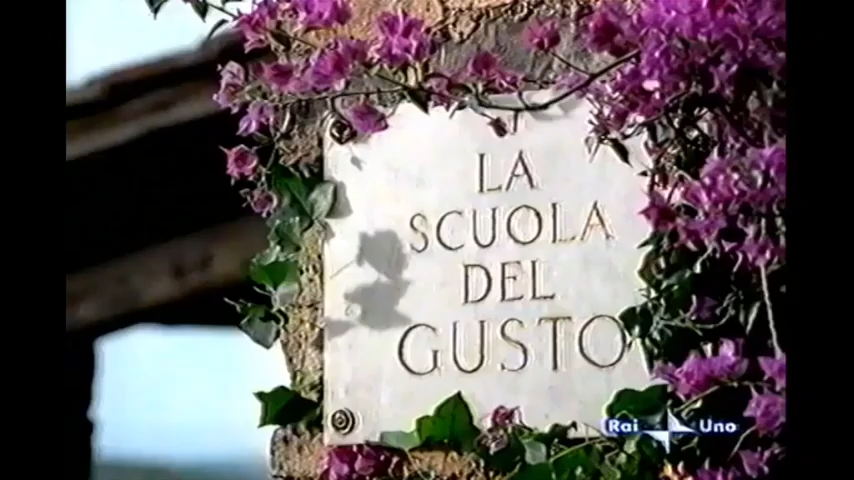 LA
SCUOLA
DEL
GUSTO
Rai Uno